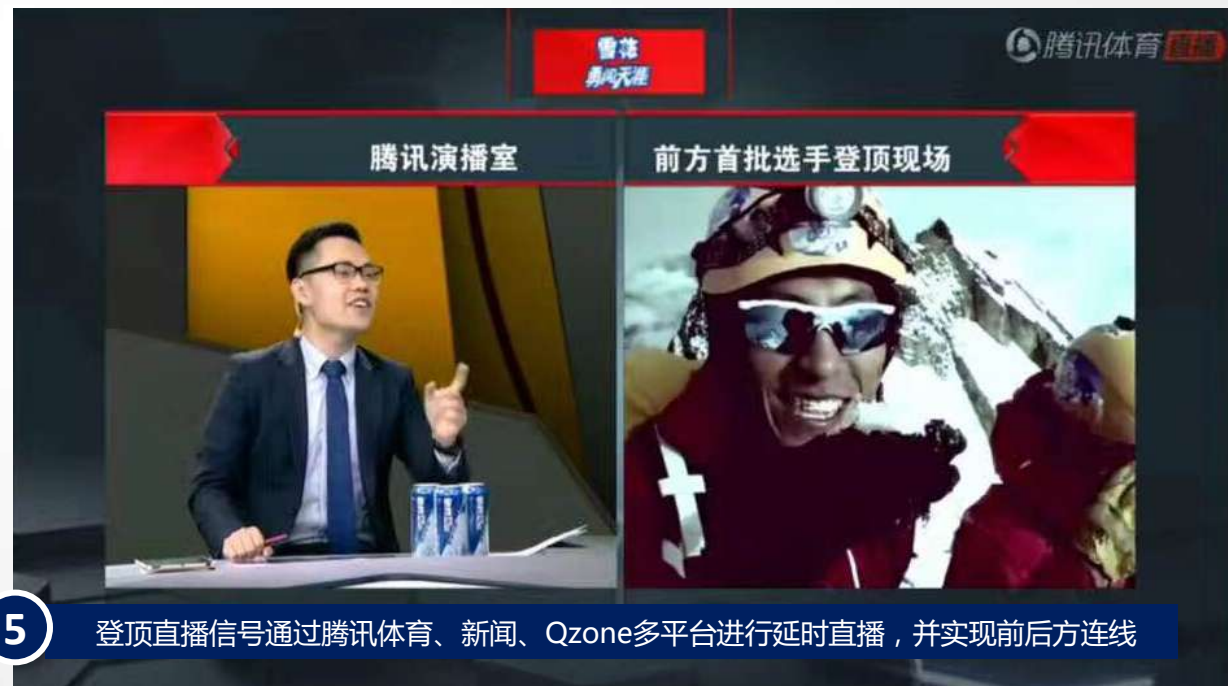 雪花
勇闯天涯
腾讯体育 直播
腾讯演播室
前方首批选手登顶现场
5
登顶直播信号通过腾讯体育、新闻、Qzone多平台进行延时直播，并实现前后方连线